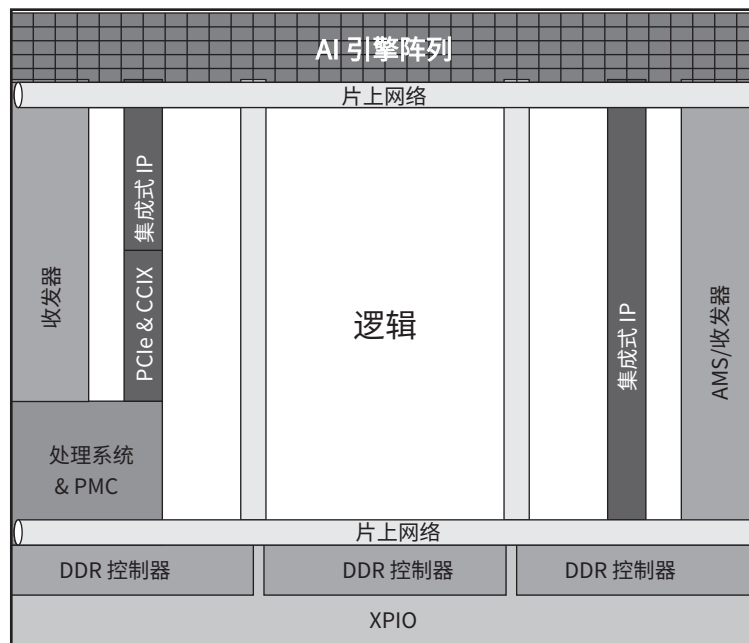 AI 引擎阵列
片上网络
收发器
集成式 IP
PCIe & CCIX
逻辑
集成式 IP
AMS/收发器
处理系统
& PMC
片上网络
DDR 控制器
DDR 控制器
DDR 控制器
XPIO